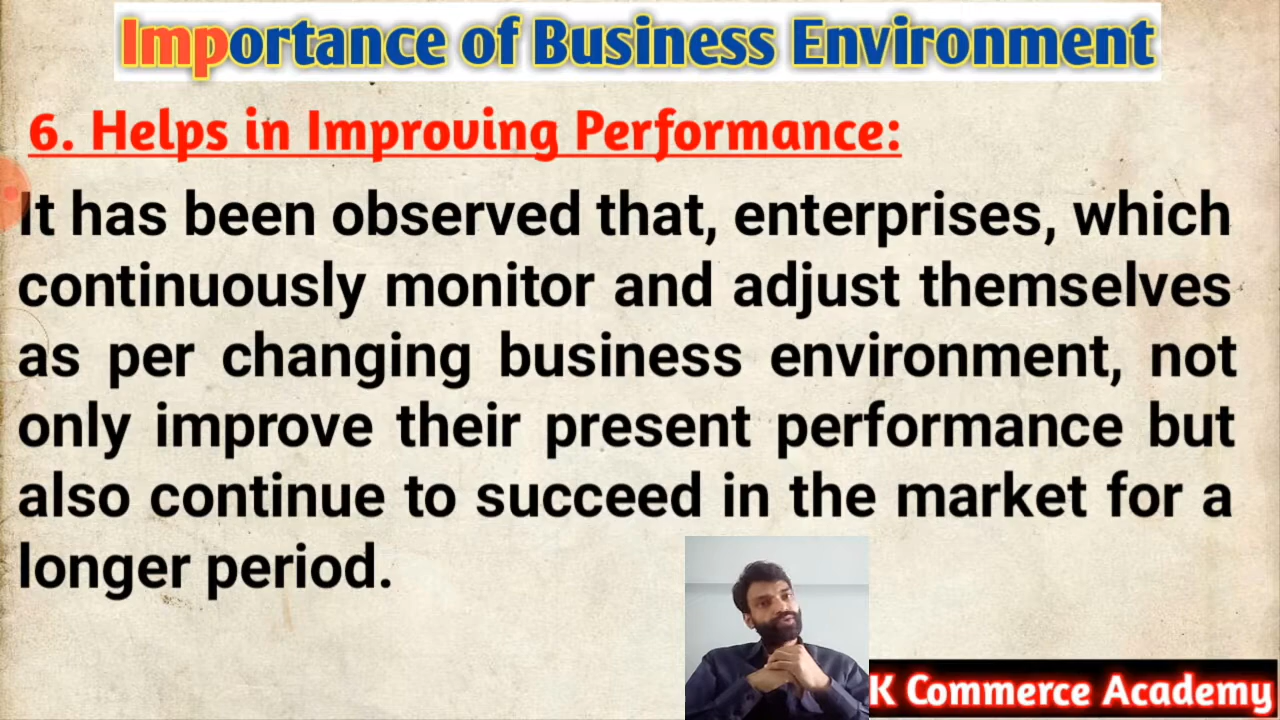 Importance of Business Environment
6. Helps in Improving Performance:
It has been observed that, enterprises, which
continuously monitor and adjust themselves
as per changing business environment, not
only improve their present performance but
also continue to succeed in the market for a
longer period.
K Commerce Academy